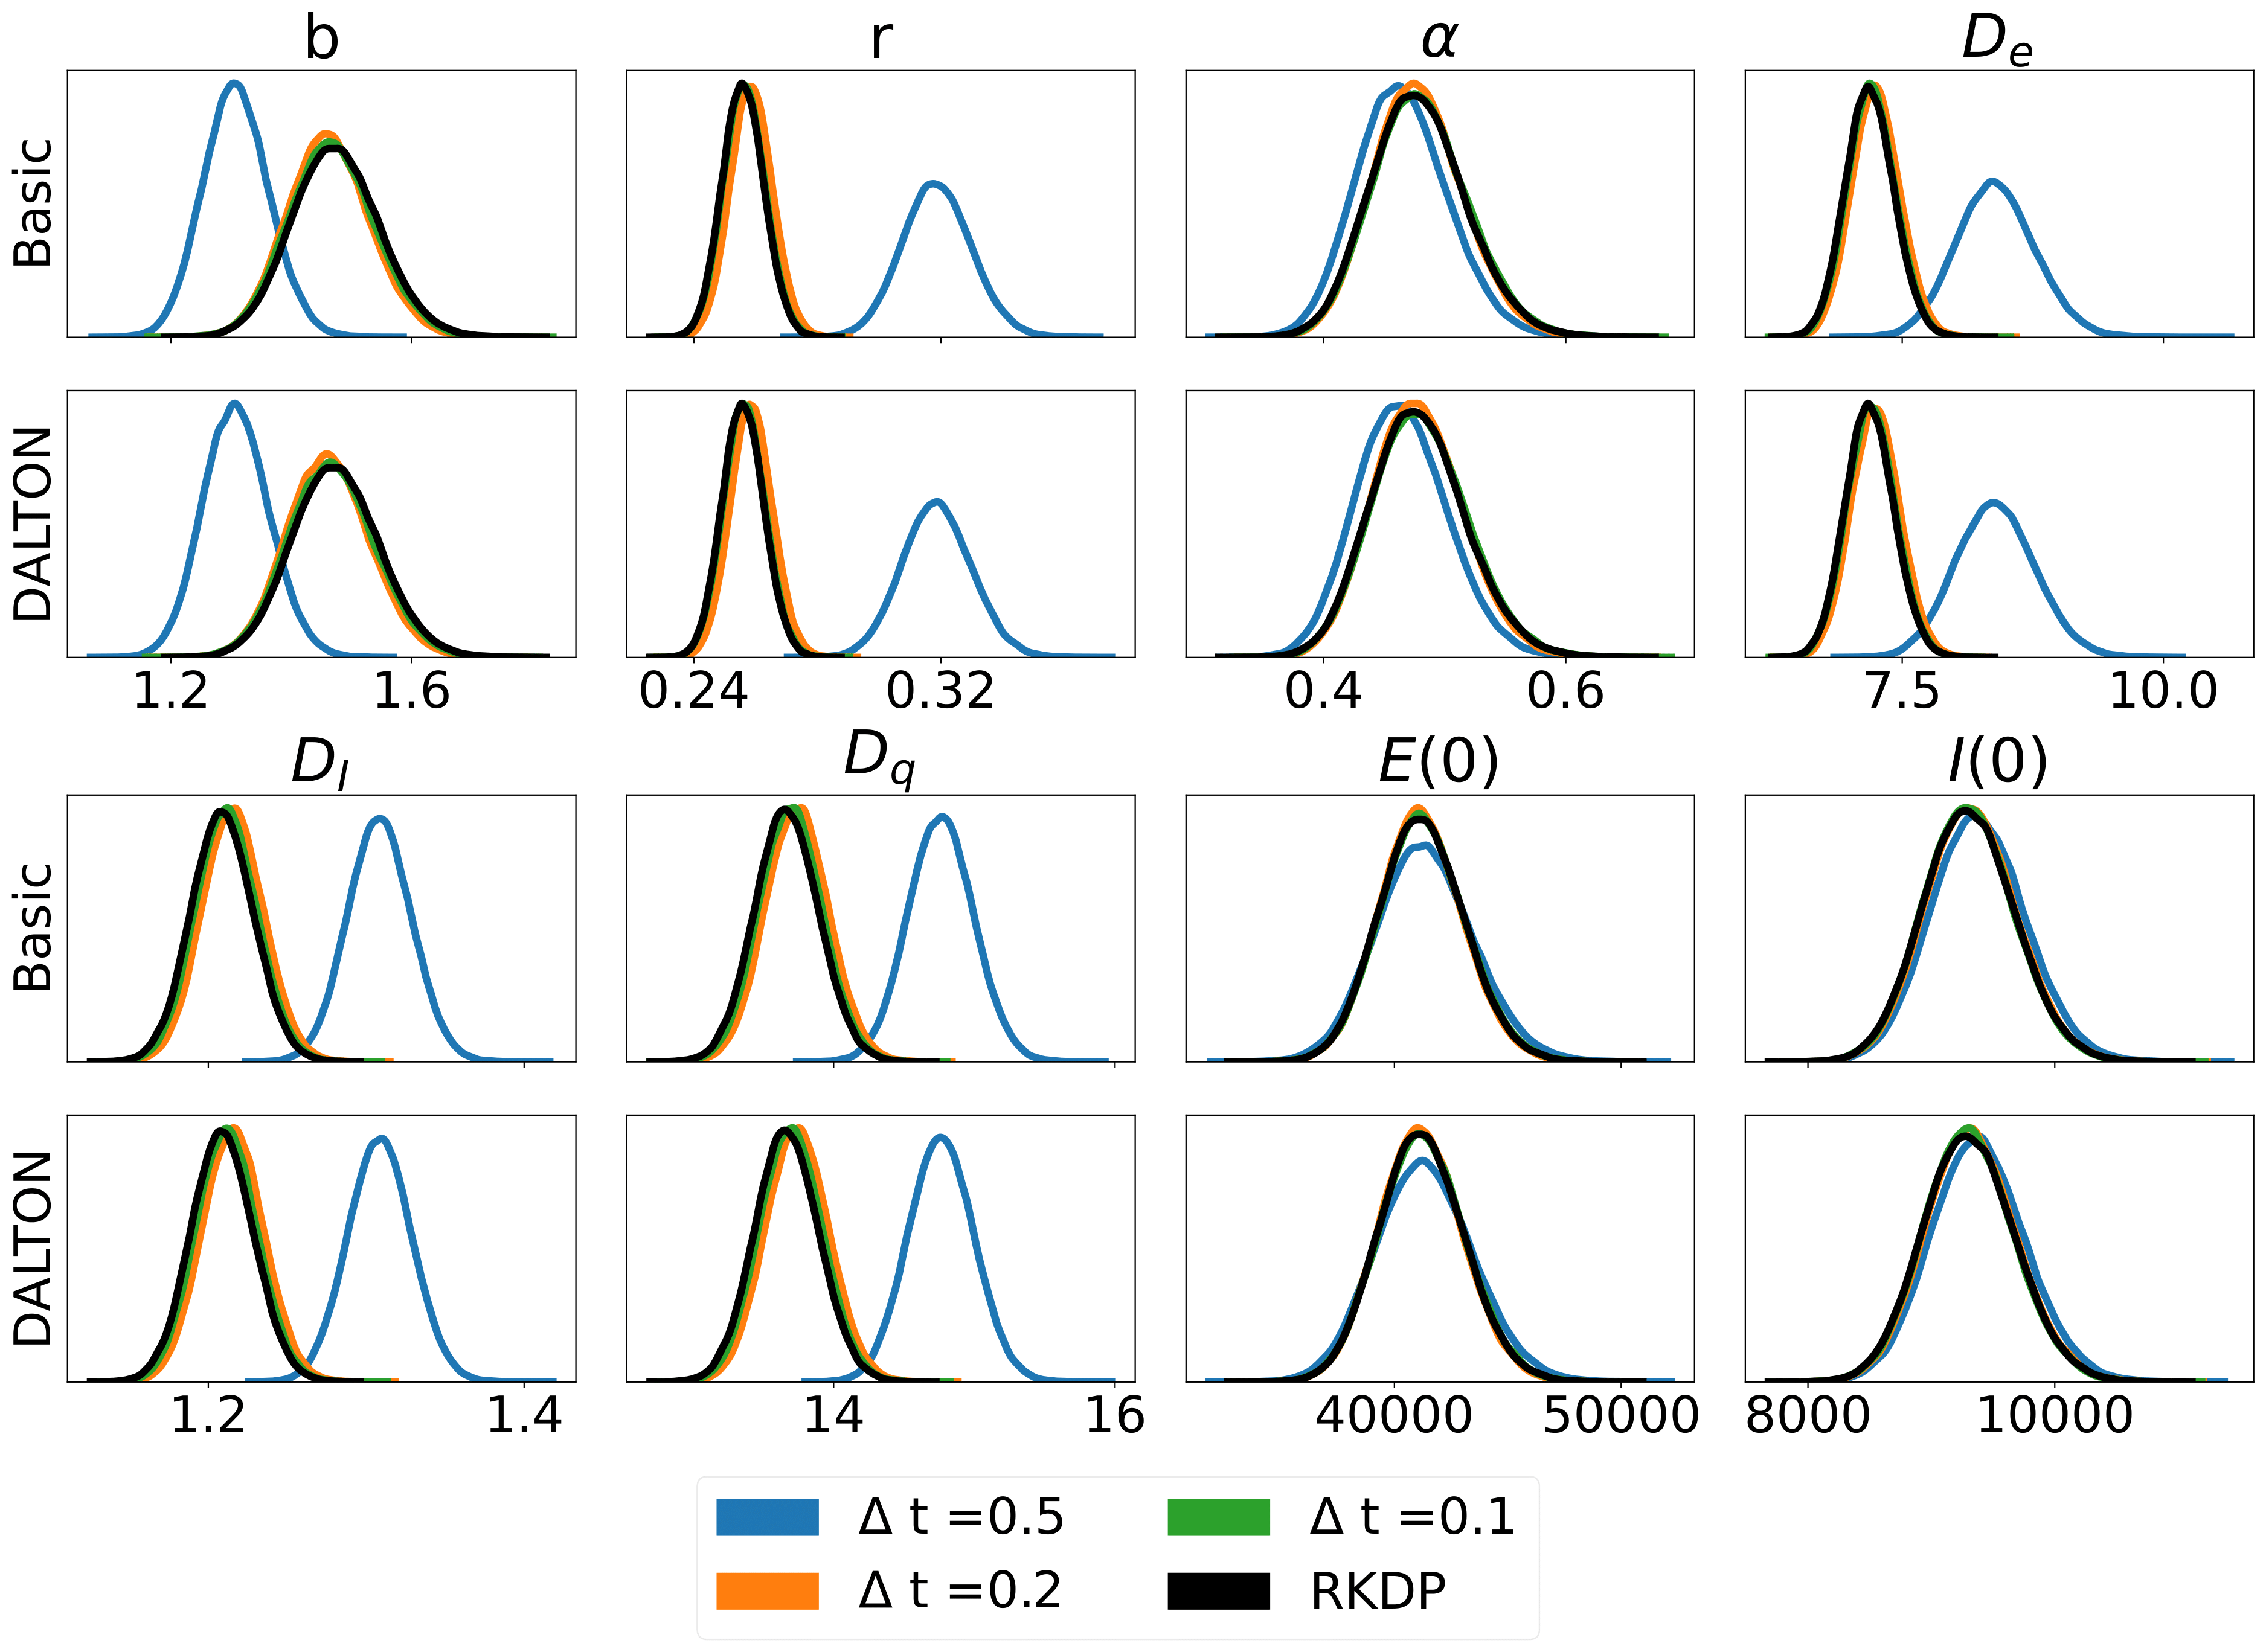 b r α D_e
Basic
DALTON
1.2 1.6 0.24 0.32 0.4 0.6 7.5 10.0
D_I D_q E(0) I(0)
Basic
DALTON
1.2 1.4 14 16 40000 50000 8000 10000
Δ t =0.5 Δ t =0.1
Δ t =0.2 RKDP